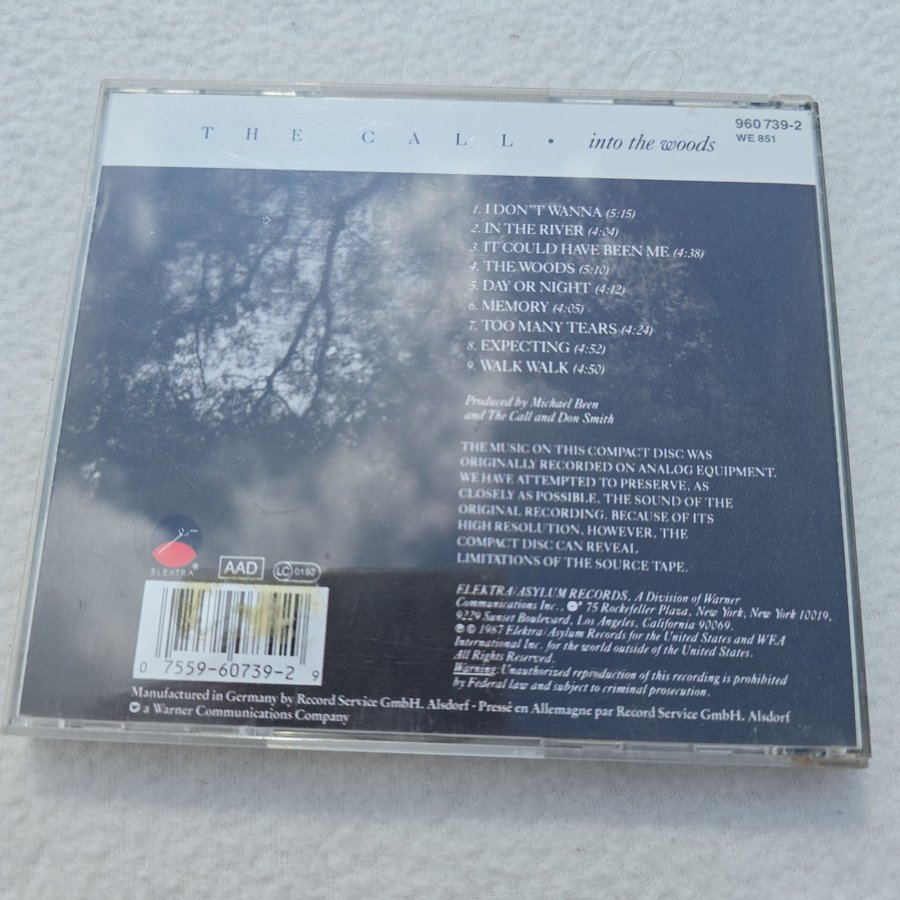 THE CALL • into the woods
960 739-2
WE 851
1. I DON'T WANNA (5:15)
2. IN THE RIVER (4:04)
3. IT COULD HAVE BEEN ME (4:38)
4. THE WOODS (5:10)
5. DAY OR NIGHT (4:12)
6. MEMORY (4:05)
7. TOO MANY TEARS (4:24)
8. EXPECTING (4:52)
9. WALK WALK (4:50)
Produced by Michael Been
and The Call and Don Smith
THE MUSIC ON THIS COMPACT DISC WAS
ORIGINALLY RECORDED ON ANALOG EQUIPMENT.
WE HAVE ATTEMPTED TO PRESERVE, AS
CLOSELY AS POSSIBLE, THE SOUND OF THE
ORIGINAL RECORDING. BECAUSE OF ITS
HIGH RESOLUTION, HOWEVER, THE
COMPACT DISC CAN REVEAL
LIMITATIONS OF THE SOURCE TAPE.
ELEKTRA®
AAD
LC 0192
0 7559-60739-2 9
ELEKTRA/ASYLUM RECORDS, A Division of Warner
Communications Inc., ® 75 Rockefeller Plaza, New York, New York 10019,
9229 Sunset Boulevard, Los Angeles, California 90069.
℗ © 1987 Elektra/Asylum Records for the United States and WEA
International Inc. for the world outside of the United States.
All Rights Reserved.
Warning: Unauthorized reproduction of this recording is prohibited
by Federal law and subject to criminal prosecution.
Manufactured in Germany by Record Service GmbH. Alsdorf · Pressé en Allemagne par Record Service GmbH. Alsdorf
a Warner Communications Company